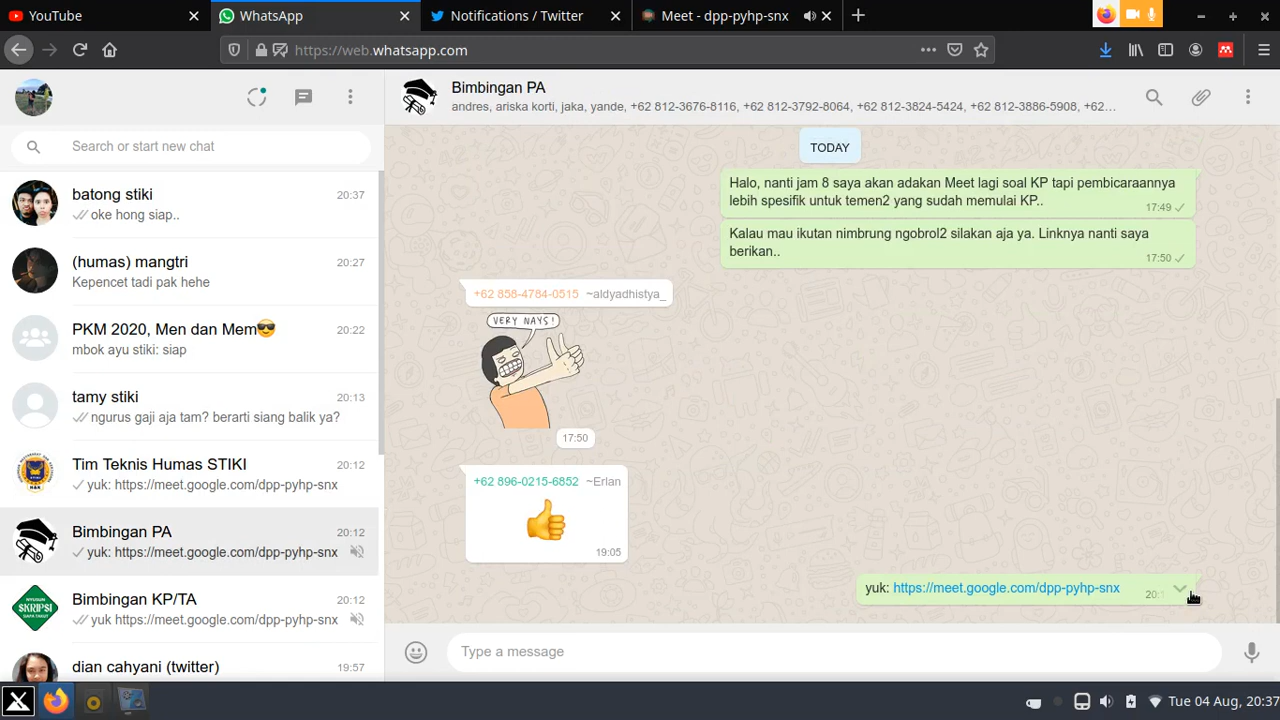 YouTube
WhatsApp
Notifications / Twitter
Meet - dpp-pyhp-snx
https://web.whatsapp.com
Search or start new chat
batong stiki
20:37
oke hong siap..
(humas) mangtri
20:27
Kepencet tadi pak hehe
PKM 2020, Men dan Mem😎
20:22
mbok ayu stiki: siap
tamy stiki
20:13
ngurus gaji aja tam? berarti siang balik ya?
Tim Teknis Humas STIKI
20:12
yuk: https://meet.google.com/dpp-pyhp-snx
Bimbingan PA
20:12
yuk: https://meet.google.com/dpp-pyhp-snx
Bimbingan KP/TA
20:12
yuk https://meet.google.com/dpp-pyhp-snx
dian cahyani (twitter)
19:57
Bimbingan PA
andres, ariska korti, jaka, yande, +62 812-3676-8116, +62 812-3792-8064, +62 812-3824-5424, +62 812-3886-5908, +62...
TODAY
Halo, nanti jam 8 saya akan adakan Meet lagi soal KP tapi pembicaraannya
lebih spesifik untuk temen2 yang sudah memulai KP..
17:49
Kalau mau ikutan nimbrung ngobrol2 silakan aja ya. Linknya nanti saya
berikan..
17:50
+62 858-4784-0515 ~aldyadhistya_
VERY NAYS!
17:50
+62 896-0215-6852 ~Erlan
👍
19:05
yuk: https://meet.google.com/dpp-pyhp-snx
Type a message
Tue 04 Aug, 20:37